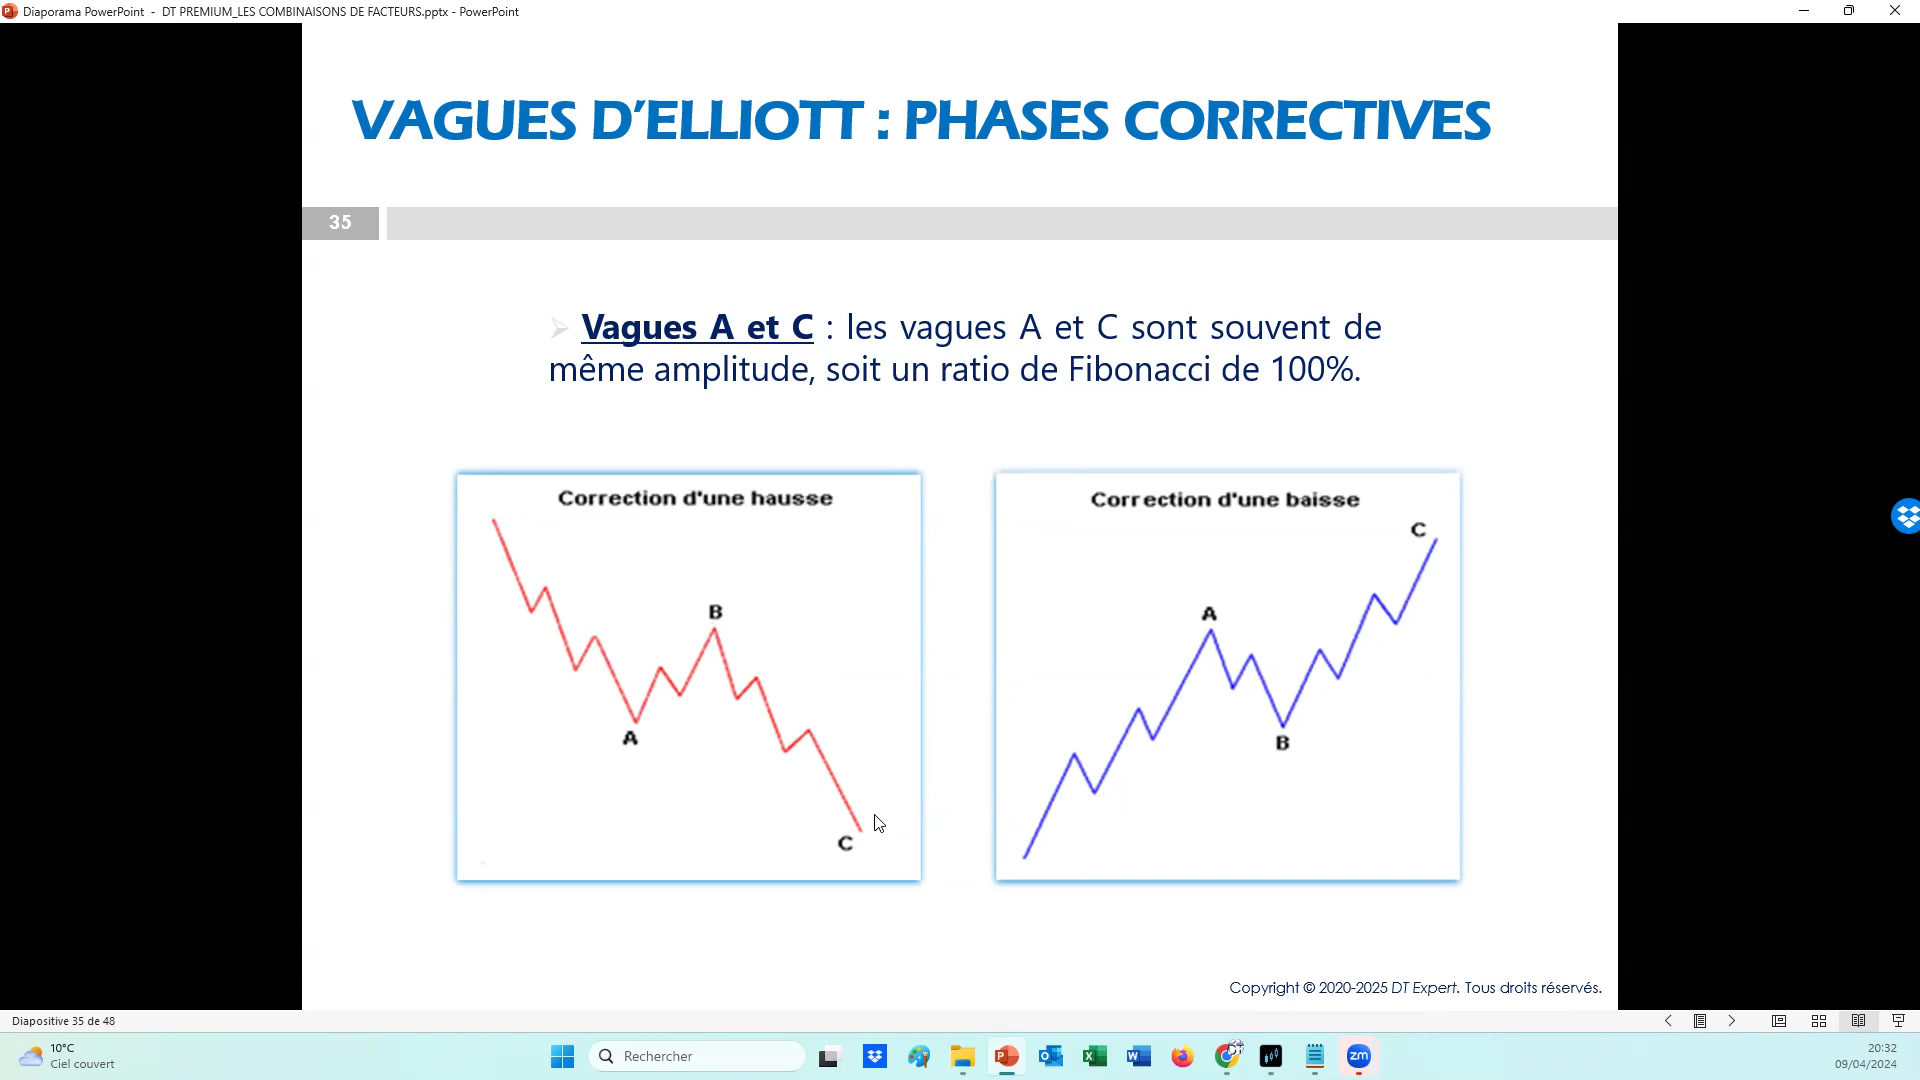 Diaporama PowerPoint - DT PREMIUM_LES COMBINAISONS DE FACTEURS.pptx - PowerPoint
VAGUES D'ELLIOTT : PHASES CORRECTIVES
35
Vagues A et C : les vagues A et C sont souvent de
même amplitude, soit un ratio de Fibonacci de 100%.
Correction d'une hausse
B
A
C
Correction d'une baisse
C
A
B
Copyright © 2020-2025 DT Expert. Tous droits réservés.
Diapositive 35 de 48
10°C
Ciel couvert
Rechercher
zm
20:32
09/04/2024